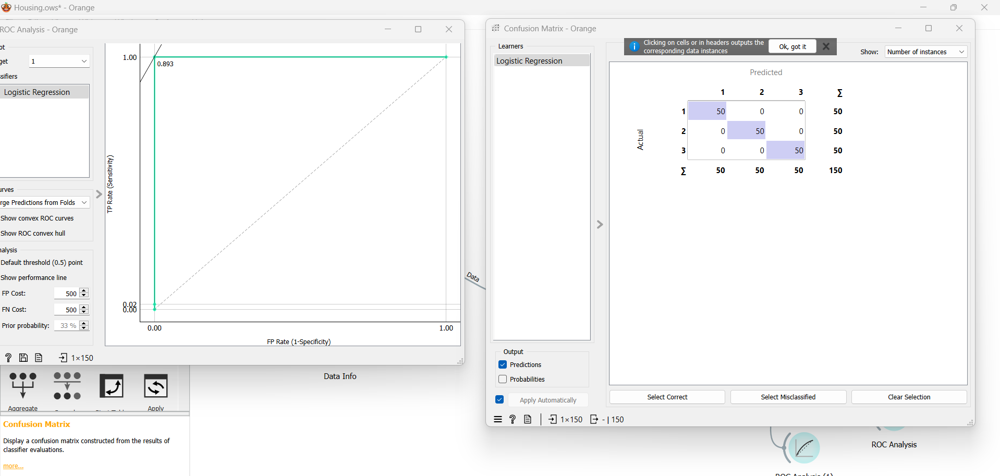 Housing.ows* - Orange
ROC Analysis - Orange
ot
get
1
sifiers
Logistic Regression
urves
rge Predictions from Folds
Show convex ROC curves
Show ROC convex hull
nalysis
Default threshold (0.5) point
Show performance line
FP Cost:
500
FN Cost:
500
Prior probability:
33 %
1×150
1.00
0.893
TP Rate (Sensitivity)
0.02
0.00
0.00
1.00
FP Rate (1-Specificity)
Data
Data Info
Aggregate
Apply
Confusion Matrix
Display a confusion matrix constructed from the results of
classifier evaluations.
more...
Confusion Matrix - Orange
Learners
Logistic Regression
Clicking on cells or in headers outputs the
corresponding data instances
Ok, got it
Show:
Number of instances
Predicted
1 2 3 ∑
Actual
1 50 0 0 50
2 0 50 0 50
3 0 0 50 50
∑ 50 50 50 150
Output
Predictions
Probabilities
Apply Automatically
Select Correct
Select Misclassified
Clear Selection
1×150
- | 150
ROC Analysis
ROC Analysis (1)